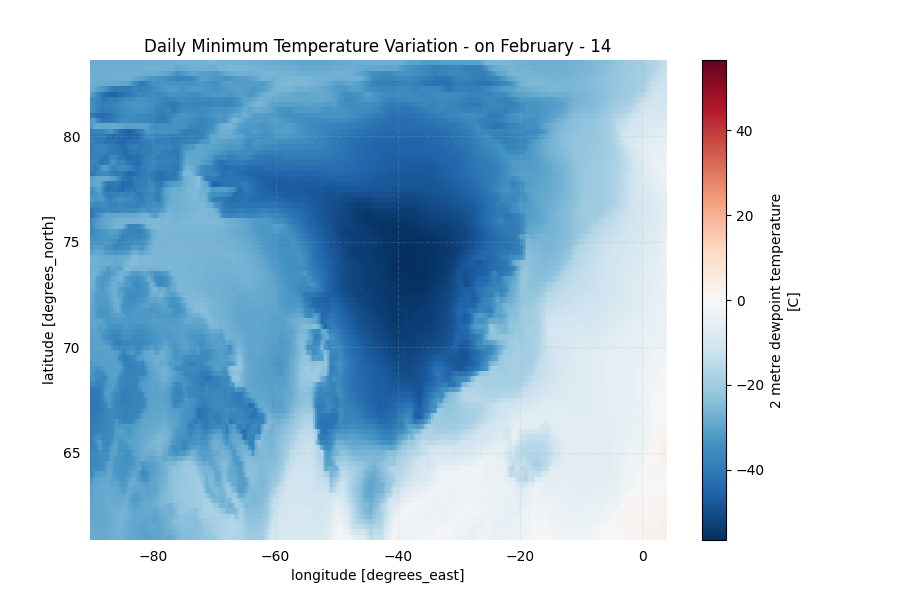 Daily Minimum Temperature Variation - on February - 14
80
75
70
65
latitude [degrees_north]
−80
−60
−40
−20
0
longitude [degrees_east]
40
20
0
−20
−40
2 metre dewpoint temperature
[C]